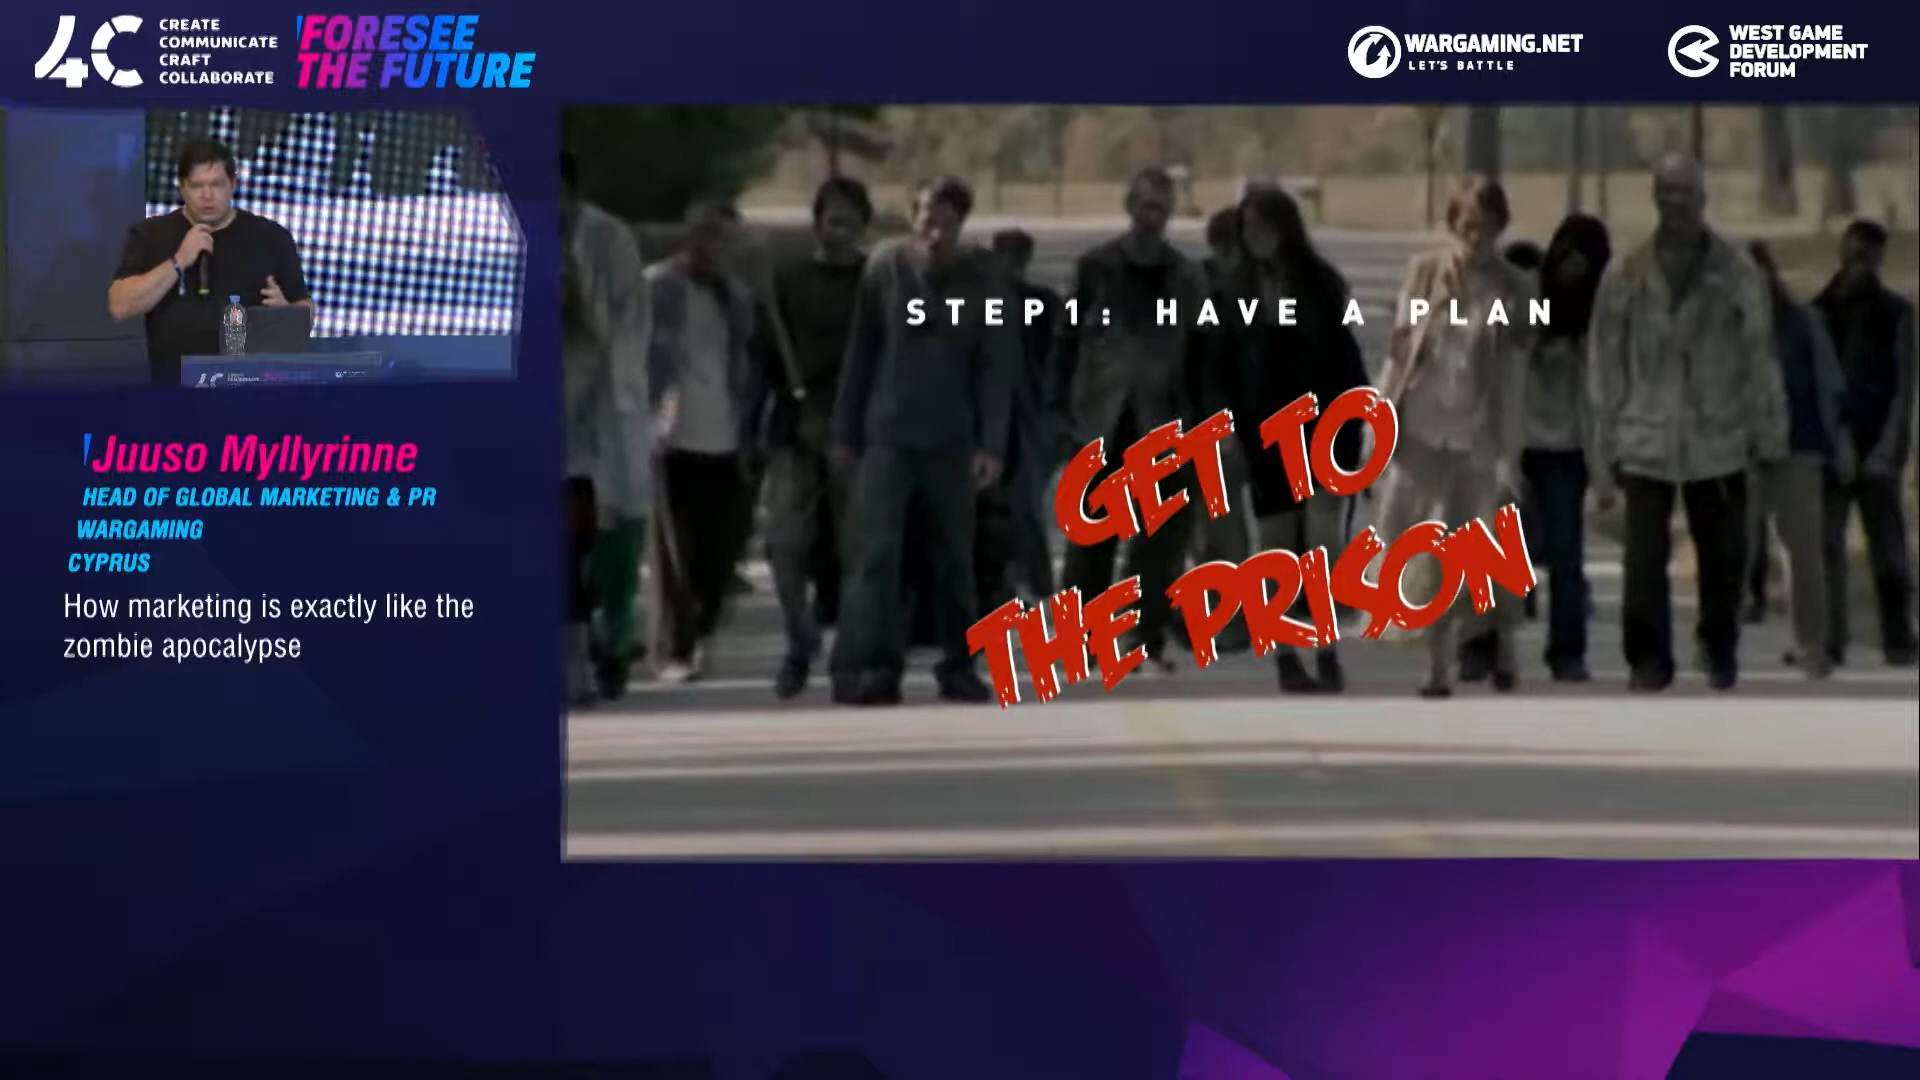 4C
CREATE
COMMUNICATE
CRAFT
COLLABORATE
FORESEE
THE FUTURE
WARGAMING.NET
LET'S BATTLE
WEST GAME
DEVELOPMENT
FORUM
STEP1: HAVE A PLAN
GET TO
THE PRISON
4C
Juuso Myllyrinne
HEAD OF GLOBAL MARKETING & PR
WARGAMING
CYPRUS
How marketing is exactly like the
zombie apocalypse